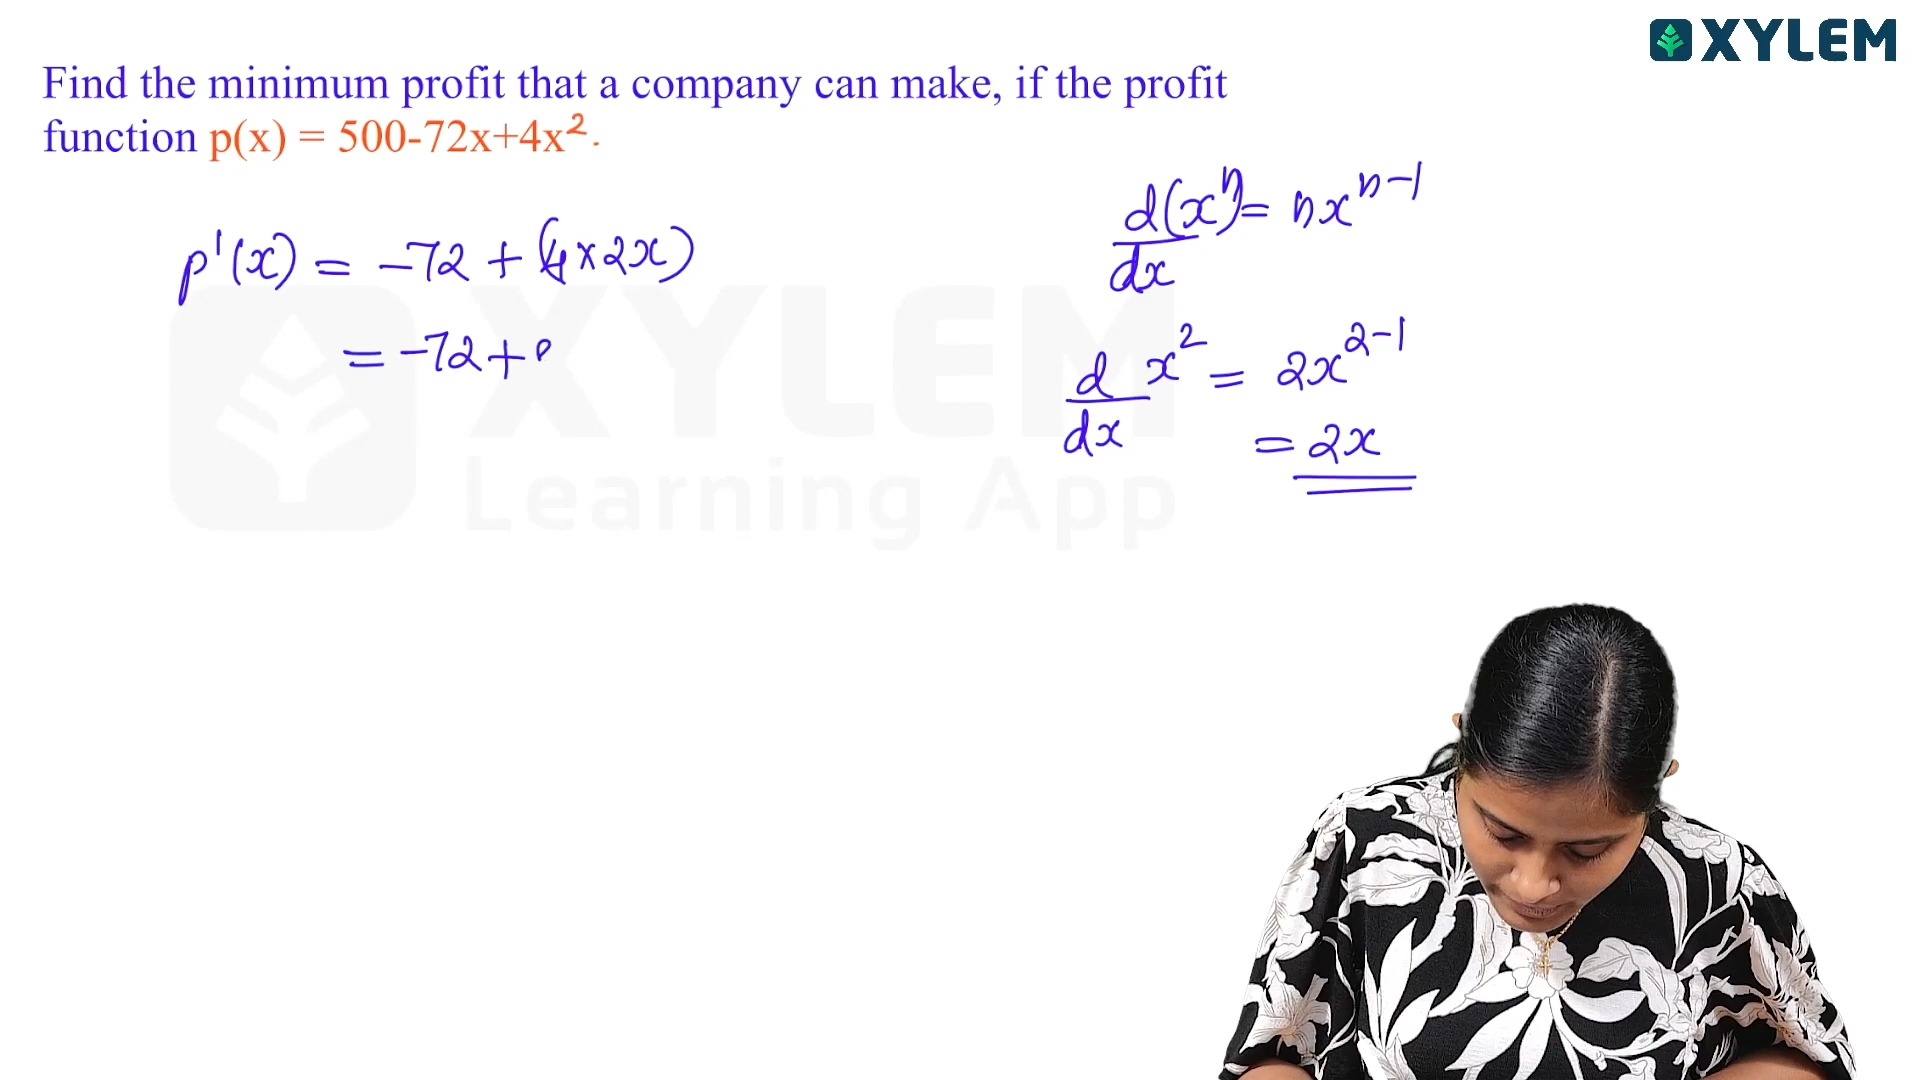 XYLEM
Find the minimum profit that a company can make, if the profit
function p(x) = 500-72x+4x².
p'(x) = -72 + (4×2x)
= -72+
d(xⁿ)/dx = nxⁿ⁻¹
d/dx x² = 2x²⁻¹
= 2x
XYLEM
Learning App